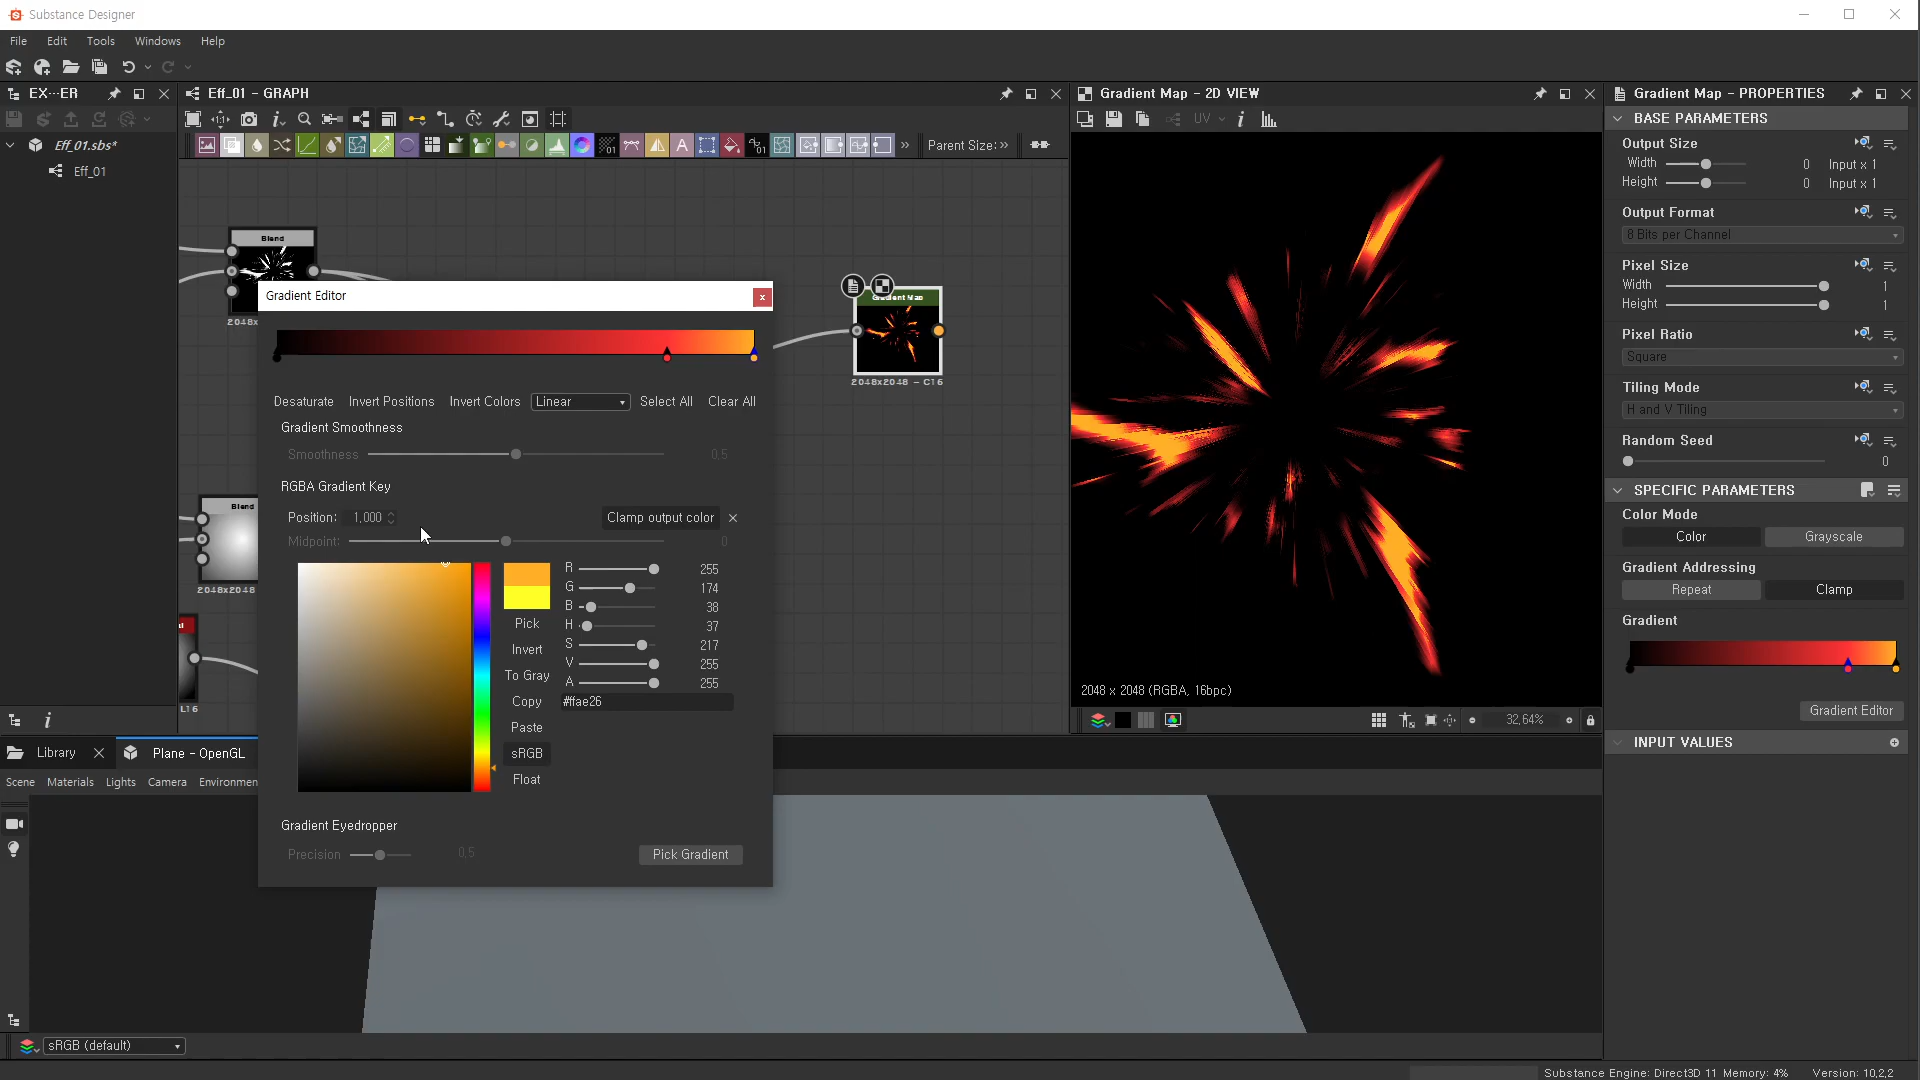 Substance Designer
File Edit Tools Windows Help
EX···ER
Eff_01 - GRAPH
Gradient Map - 2D VIEW
Gradient Map - PROPERTIES
UV
BASE PARAMETERS
Parent Size:
Eff_01.sbs*
Eff_01
Output Size
Width 0 Input x 1
Height 0 Input x 1
Output Format
8 Bits per Channel
Pixel Size
Width 1
Height 1
Pixel Ratio
Square
Tiling Mode
H and V Tiling
Random Seed
0
SPECIFIC PARAMETERS
Color Mode
Color Grayscale
Gradient Addressing
Repeat Clamp
Gradient
Gradient Editor
INPUT VALUES
Blend
Gradient Map
2048x2048 - C16
Blend
2048x2048
L16
Gradient Editor
x
Desaturate Invert Positions Invert Colors Linear Select All Clear All
Gradient Smoothness
Smoothness 0.5
RGBA Gradient Key
Position: 1,000 Clamp output color
Midpoint: 0
R 255
G 174
B 38
H 37
S 217
V 255
A 255
#ffae26
Pick
Invert
To Gray
Copy
Paste
sRGB
Float
Gradient Eyedropper
Precision 0.5 Pick Gradient
2048 x 2048 (RGBA, 16bpc)
32,64%
Library Plane - OpenGL
Scene Materials Lights Camera Environmen
sRGB (default)
Substance Engine: Direct3D 11 Memory: 4% Version: 10.2.2